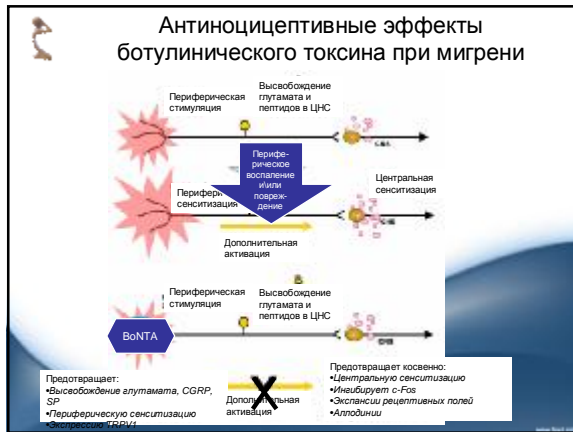 Антиноцицептивные эффекты
ботулинического токсина при мигрени
Периферическая
стимуляция
Высвобождение
глутамата и
пептидов в ЦНС
Перифе-
рическое
воспаление
и\или
повреж-
дение
сенситизация
Центральная
сенситизация
Дополнительная
активация
Периферическая
стимуляция
Высвобождение
глутамата и
пептидов в ЦНС
BoNTA
Предотвращает:
•Высвобождение глутамата, CGRP,
SP
•Периферическую сенситизацию
•Экспрессию TRPV1
Дополнительная
активация
Предотвращает косвенно:
•Центральную сенситизацию
•Ингибирует c-Fos
•Экспансии рецептивных полей
•Аллодинии